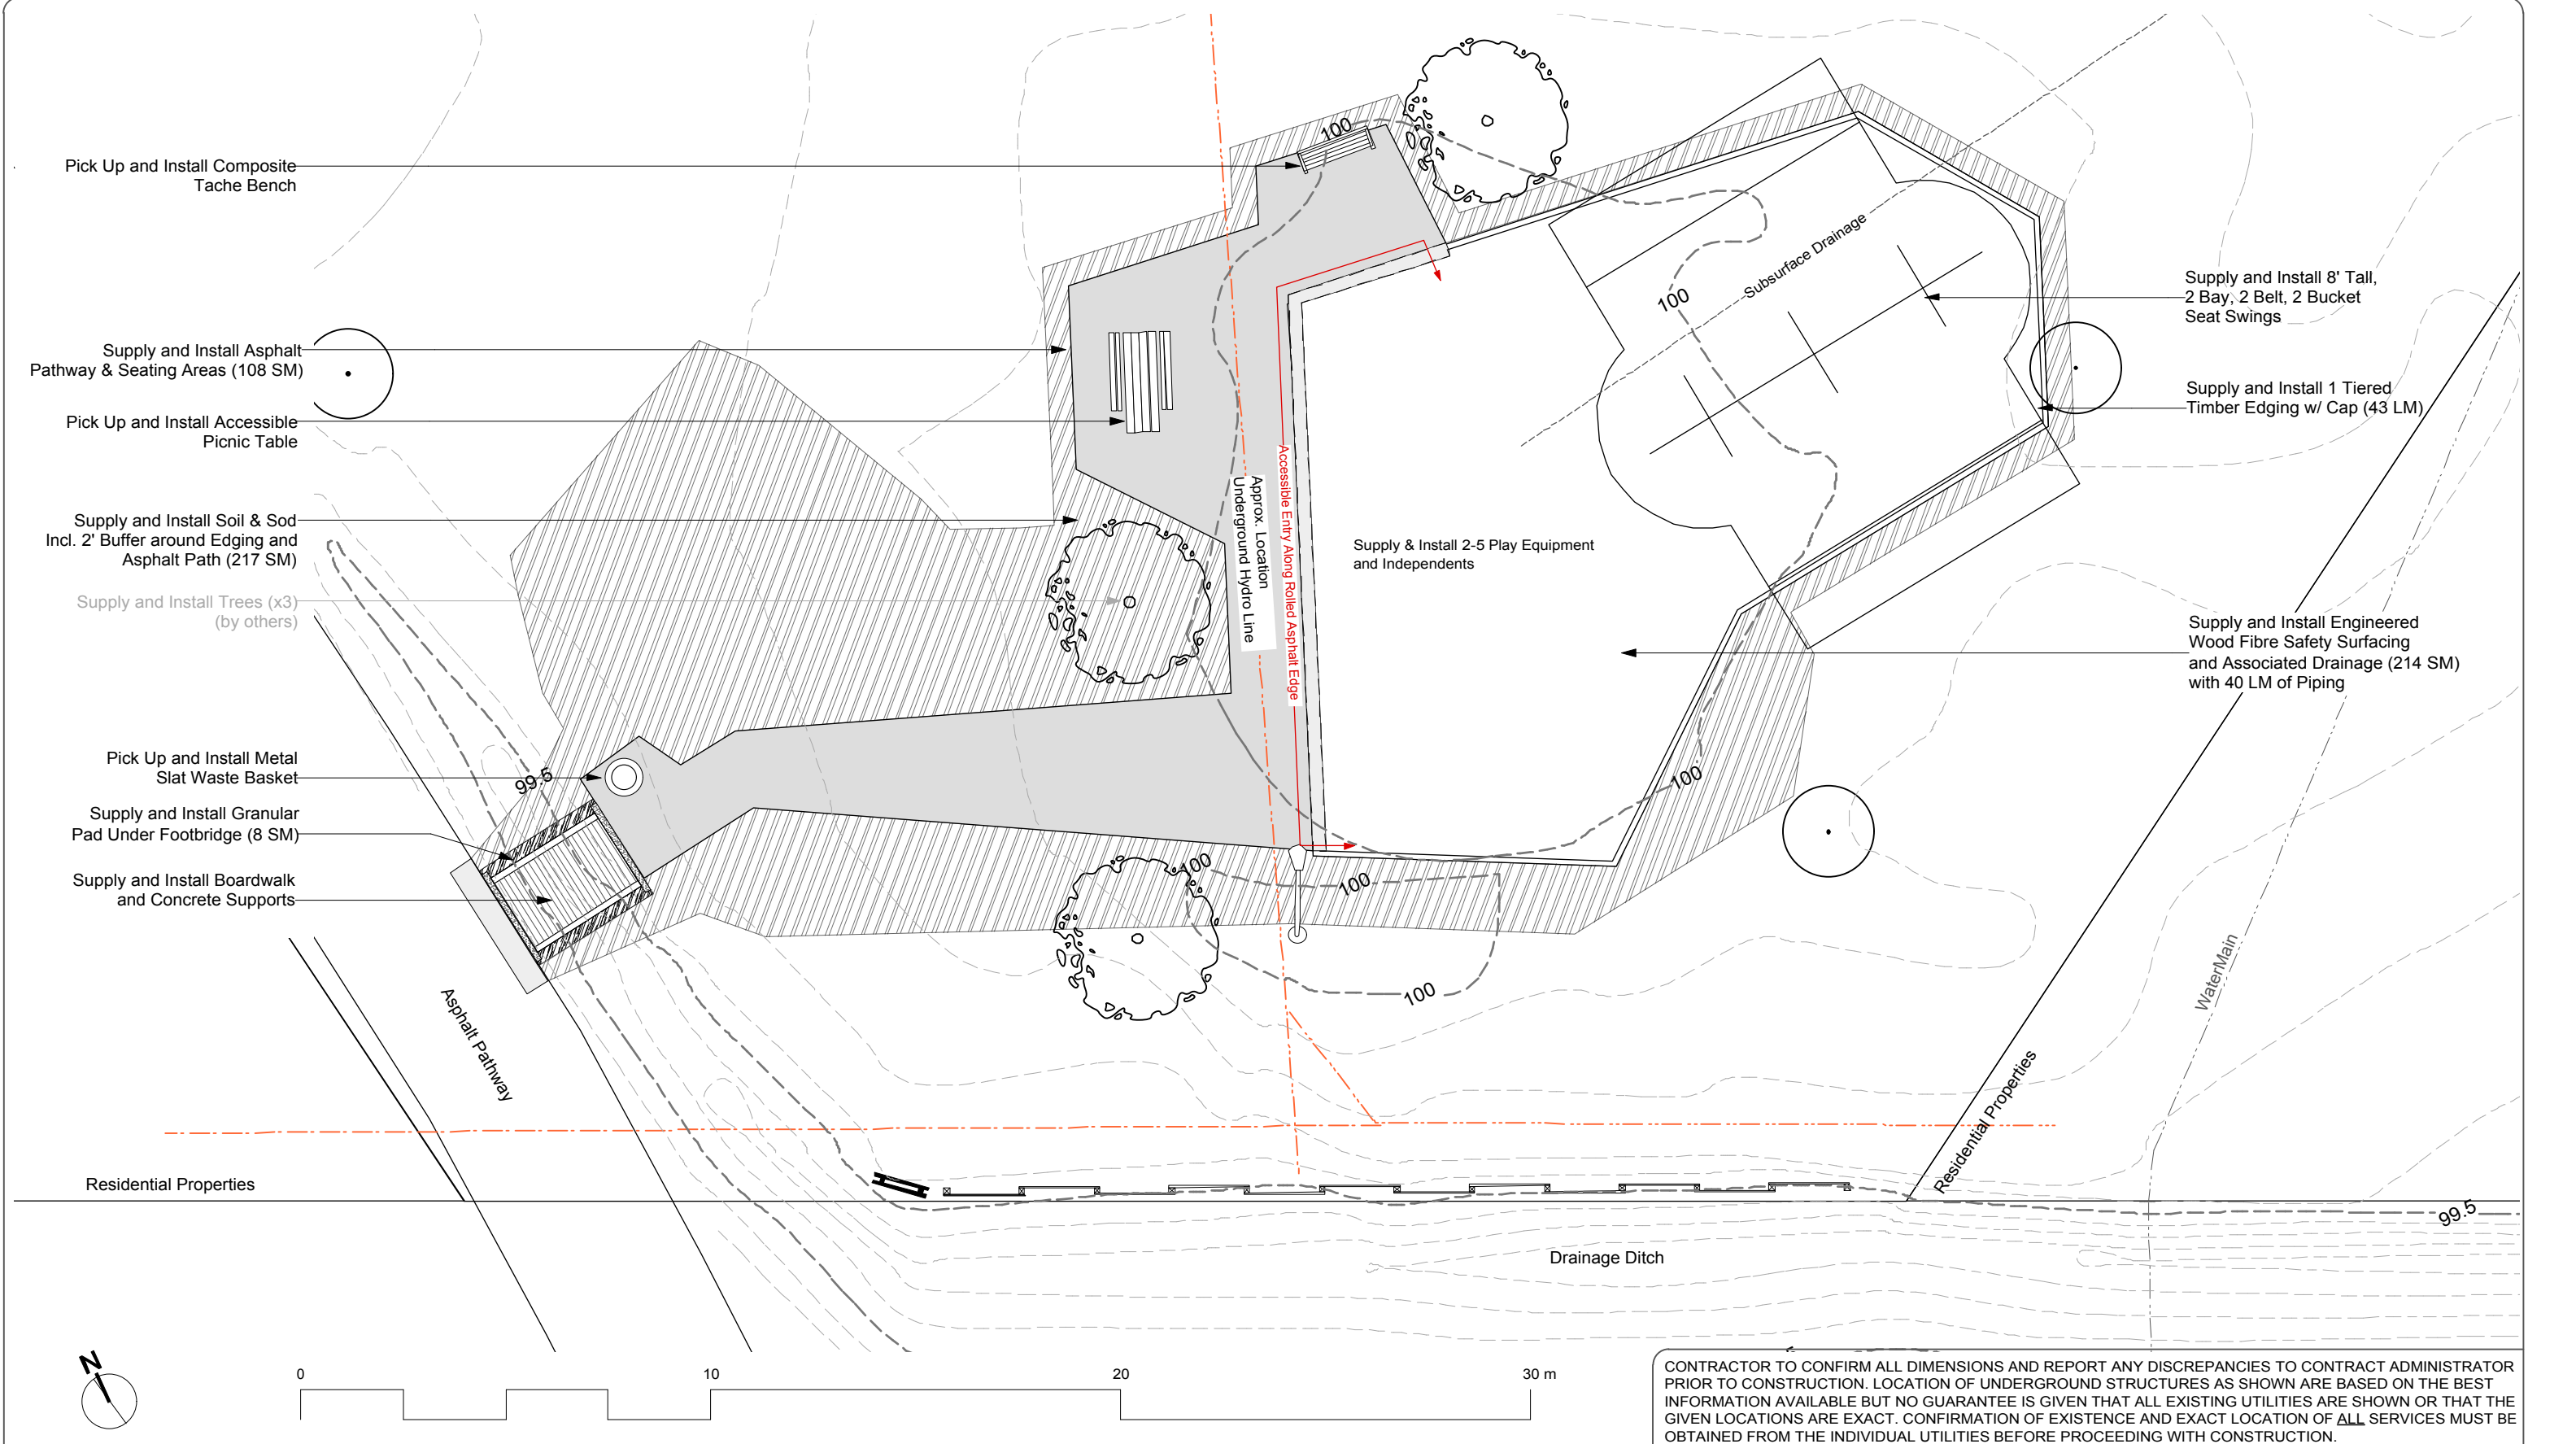 Pick Up and Install Composite
Tache Bench
Supply and Install Asphalt
Pathway & Seating Areas (108 SM)
Pick Up and Install Accessible
Picnic Table
Supply and Install Soil & Sod
Incl. 2' Buffer around Edging and
Asphalt Path (217 SM)
Supply and Install Trees (x3)
(by others)
Pick Up and Install Metal
Slat Waste Basket
Supply and Install Granular
Pad Under Footbridge (8 SM)
Supply and Install Boardwalk
and Concrete Supports
99.5
Asphalt Pathway
Residential Properties
100
Approx. Location
Underground Hydro Line
Accessible Entry Along Rolled Asphalt Edge
Subsurface Drainage
100
Supply & Install 2-5 Play Equipment
and Independents
100
100
100
100
Supply and Install 8' Tall,
2 Bay, 2 Belt, 2 Bucket
Seat Swings
Supply and Install 1 Tiered
Timber Edging w/ Cap (43 LM)
Supply and Install Engineered
Wood Fibre Safety Surfacing
and Associated Drainage (214 SM)
with 40 LM of Piping
WaterMain
Residential Properties
99.5
Drainage Ditch
N
0
10
20
30 m
CONTRACTOR TO CONFIRM ALL DIMENSIONS AND REPORT ANY DISCREPANCIES TO CONTRACT ADMINISTRATOR
PRIOR TO CONSTRUCTION. LOCATION OF UNDERGROUND STRUCTURES AS SHOWN ARE BASED ON THE BEST
INFORMATION AVAILABLE BUT NO GUARANTEE IS GIVEN THAT ALL EXISTING UTILITIES ARE SHOWN OR THAT THE
GIVEN LOCATIONS ARE EXACT. CONFIRMATION OF EXISTENCE AND EXACT LOCATION OF ALL SERVICES MUST BE
OBTAINED FROM THE INDIVIDUAL UTILITIES BEFORE PROCEEDING WITH CONSTRUCTION.